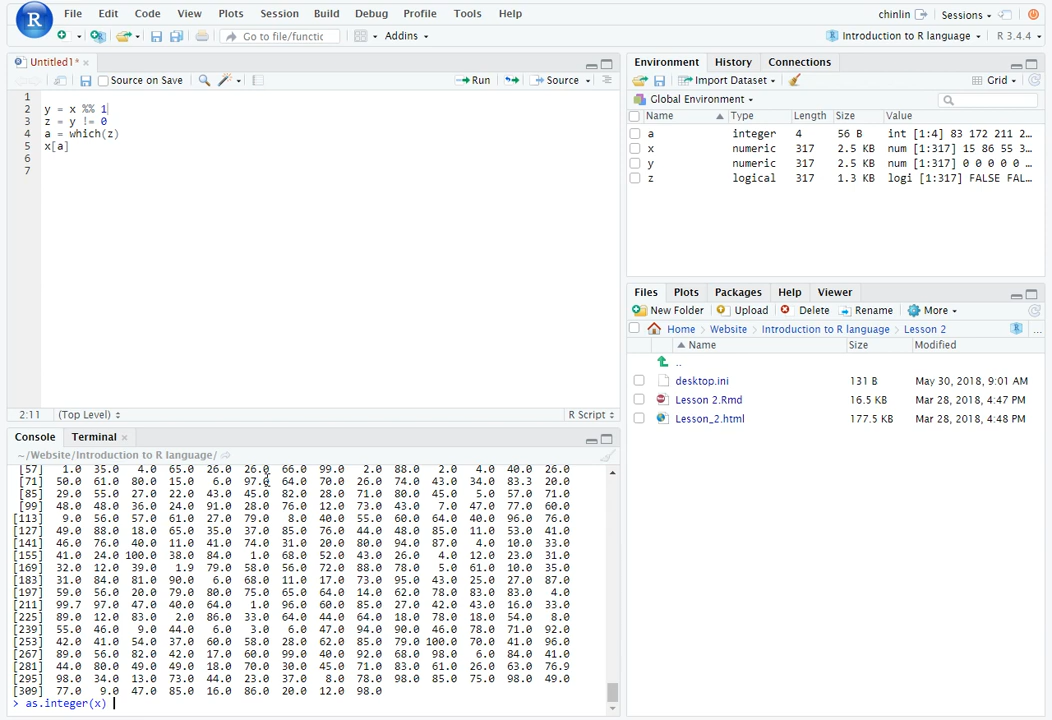 File Edit Code View Plots Session Build Debug Profile Tools Help
chinlin Sessions
Go to file/functic Addins
Introduction to R language R 3.4.4
Untitled1*
Source on Save Run Source
1
2 y = x %% 1
3 z = y != 0
4 a = which(z)
5 x[a]
6
7
2:11 (Top Level) R Script
Console Terminal
~/Website/Introduction to R language/
[57] 1.0 35.0 4.0 65.0 26.0 26.0 66.0 99.0 2.0 88.0 2.0 4.0 40.0 26.0
[71] 50.0 61.0 80.0 15.0 6.0 97.0 64.0 70.0 26.0 74.0 43.0 34.0 83.3 20.0
[85] 29.0 55.0 27.0 22.0 43.0 45.0 82.0 28.0 71.0 80.0 45.0 5.0 57.0 71.0
[99] 48.0 48.0 36.0 24.0 91.0 28.0 76.0 12.0 73.0 43.0 7.0 47.0 77.0 60.0
[113] 9.0 56.0 57.0 61.0 27.0 79.0 8.0 40.0 55.0 60.0 64.0 40.0 96.0 76.0
[127] 49.0 88.0 18.0 65.0 35.0 37.0 85.0 76.0 44.0 48.0 85.0 11.0 53.0 41.0
[141] 46.0 76.0 40.0 11.0 41.0 74.0 31.0 20.0 80.0 94.0 87.0 4.0 10.0 33.0
[155] 41.0 24.0 100.0 38.0 84.0 1.0 68.0 52.0 43.0 26.0 4.0 12.0 23.0 31.0
[169] 32.0 12.0 39.0 1.9 79.0 58.0 56.0 72.0 88.0 78.0 5.0 61.0 10.0 35.0
[183] 31.0 84.0 81.0 90.0 6.0 68.0 11.0 17.0 73.0 95.0 43.0 25.0 27.0 87.0
[197] 59.0 56.0 20.0 79.0 80.0 75.0 65.0 64.0 14.0 62.0 78.0 83.0 83.0 4.0
[211] 99.7 97.0 47.0 40.0 64.0 1.0 96.0 60.0 85.0 27.0 42.0 43.0 16.0 33.0
[225] 89.0 12.0 83.0 2.0 86.0 33.0 64.0 44.0 64.0 18.0 78.0 18.0 54.0 8.0
[239] 55.0 46.0 9.0 44.0 6.0 3.0 6.0 47.0 94.0 90.0 46.0 78.0 71.0 92.0
[253] 42.0 41.0 54.0 37.0 60.0 58.0 28.0 62.0 85.0 79.0 100.0 70.0 41.0 96.0
[267] 89.0 56.0 82.0 42.0 17.0 60.0 99.0 40.0 92.0 68.0 98.0 6.0 84.0 41.0
[281] 44.0 80.0 49.0 49.0 18.0 70.0 30.0 45.0 71.0 83.0 61.0 26.0 63.0 76.9
[295] 98.0 34.0 13.0 73.0 44.0 23.0 37.0 8.0 78.0 98.0 85.0 75.0 98.0 49.0
[309] 77.0 9.0 47.0 85.0 16.0 86.0 20.0 12.0 98.0
> as.integer(x)
Environment History Connections
Import Dataset Grid
Global Environment
Name Type Length Size Value
a integer 4 56 B int [1:4] 83 172 211 2…
x numeric 317 2.5 KB num [1:317] 15 86 55 3…
y numeric 317 2.5 KB num [1:317] 0 0 0 0 0 …
z logical 317 1.3 KB logi [1:317] FALSE FAL…
Files Plots Packages Help Viewer
New Folder Upload Delete Rename More
Home Website Introduction to R language Lesson 2 ...
Name Size Modified
..
desktop.ini 131 B May 30, 2018, 9:01 AM
Lesson 2.Rmd 16.5 KB Mar 28, 2018, 4:47 PM
Lesson_2.html 177.5 KB Mar 28, 2018, 4:48 PM